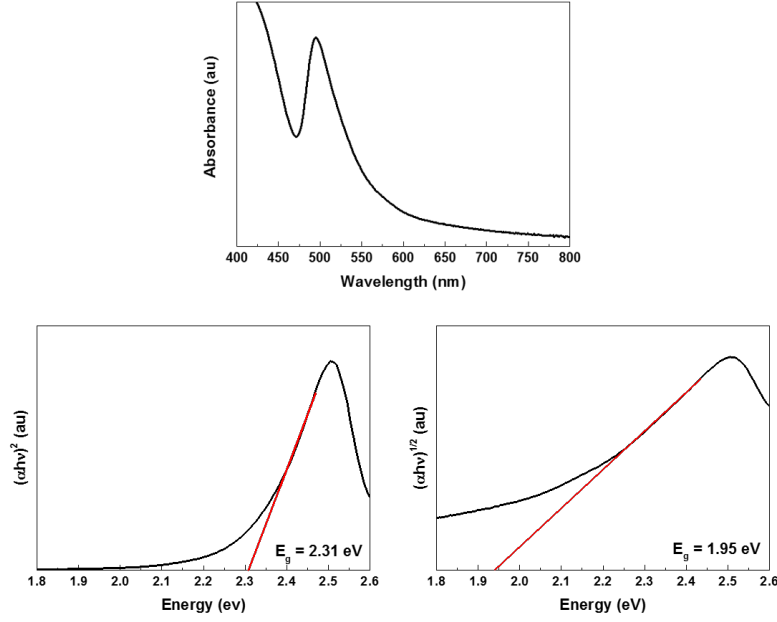 Absorbance (au)
400 450 500 550 600 650 700 750 800
Wavelength (nm)
(αhν)2 (au)
Eg = 2.31 eV
1.8 1.9 2.0 2.1 2.2 2.3 2.4 2.5 2.6
Energy (ev)
(αhν)1/2 (au)
Eg = 1.95 eV
1.8 1.9 2.0 2.1 2.2 2.3 2.4 2.5 2.6
Energy (eV)